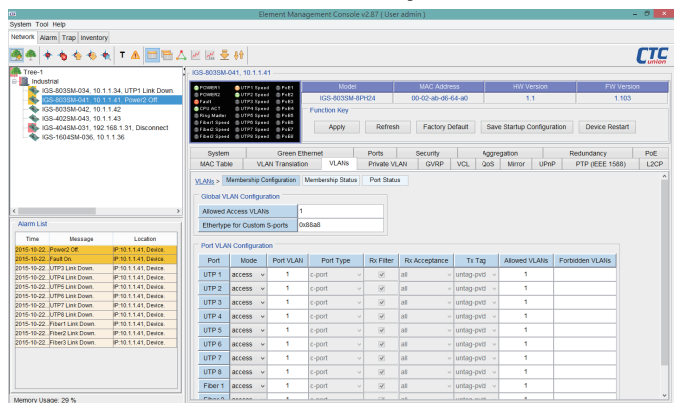 Element Management Console v2.87 ( User admin )
System Tool Help
Network Alarm Trap Inventory
T
CTC union
Tree-1
Industrial
IGS-803SM-034, 10.1.1.34, UTP1 Link Down.
IGS-803SM-041, 10.1.1.41, Power2 Off.
IGS-803SM-042, 10.1.1.42
IGS-402SM-043, 10.1.1.43
IGS-404SM-031, 192.168.1.31, Disconnect
IGS-1604SM-036, 10.1.1.36
IGS-803SM-041, 10.1.1.41
POWER1 UTP1 Speed PoE1
POWER2 UTP2 Speed PoE2
Fault UTP3 Speed PoE3
CPU ACT UTP4 Speed PoE4
Ring Master UTP5 Speed PoE5
Fiber1 Speed UTP6 Speed PoE6
Fiber2 Speed UTP7 Speed PoE7
Fiber3 Speed UTP8 Speed PoE8
Model MAC Address HW Version FW Version
IGS-803SM-8PH24 00-02-ab-d6-64-a0 1.1 1.103
Function Key
Apply Refresh Factory Default Save Startup Configuration Device Restart
System Green Ethernet Ports Security Aggregation Redundancy PoE
MAC Table VLAN Translation VLANs Private VLAN GVRP VCL QoS Mirror UPnP PTP (IEEE 1588) L2CP
VLANs > Membership Configuration Membership Status Port Status
Global VLAN Configuration
Allowed Access VLANs 1
Ethertype for Custom S-ports 0x88a8
Port VLAN Configuration
Port Mode Port VLAN Port Type Rx Filter Rx Acceptance Tx Tag Allowed VLANs Forbidden VLANs
UTP 1 access 1 c-port all untag-pvd 1
UTP 2 access 1 c-port all untag-pvd 1
UTP 3 access 1 c-port all untag-pvd 1
UTP 4 access 1 c-port all untag-pvd 1
UTP 5 access 1 c-port all untag-pvd 1
UTP 6 access 1 c-port all untag-pvd 1
UTP 7 access 1 c-port all untag-pvd 1
UTP 8 access 1 c-port all untag-pvd 1
Fiber 1 access 1 c-port all untag-pvd 1
Alarm List
Time Message Location
2015-10-22.. Power2 Off. IP:10.1.1.41, Device.
2015-10-22.. Fault On. IP:10.1.1.41, Device.
2015-10-22.. UTP3 Link Down. IP:10.1.1.41, Device.
2015-10-22.. UTP4 Link Down. IP:10.1.1.41, Device.
2015-10-22.. UTP5 Link Down. IP:10.1.1.41, Device.
2015-10-22.. UTP6 Link Down. IP:10.1.1.41, Device.
2015-10-22.. UTP7 Link Down. IP:10.1.1.41, Device.
2015-10-22.. UTP8 Link Down. IP:10.1.1.41, Device.
2015-10-22.. Fiber1 Link Down. IP:10.1.1.41, Device.
2015-10-22.. Fiber2 Link Down. IP:10.1.1.41, Device.
2015-10-22.. Fiber3 Link Down. IP:10.1.1.41, Device.
Memory Usage: 29 %